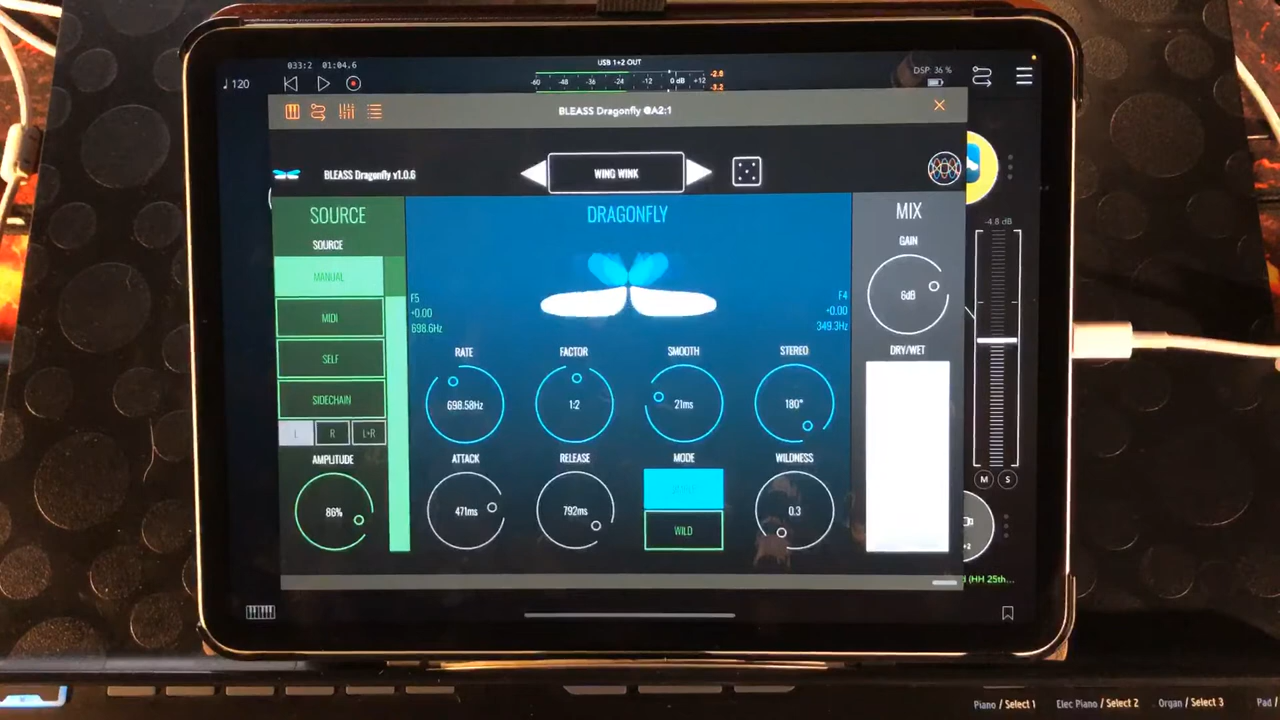 033:2 01:04.6
USB 1+2 OUT
♩120
-60 -48 -36 -24 -12 0 dB +12
-2.8
-3.2
DSP: 36 %
BLEASS Dragonfly @A2:1
BLEASS Dragonfly v1.0.6
WING WINK
SOURCE
DRAGONFLY
MIX
SOURCE
MANUAL
MIDI
SELF
SIDECHAIN
L R L+R
AMPLITUDE
86%
F5
+0.00
698.6Hz
F4
+0.00
349.3Hz
RATE FACTOR SMOOTH STEREO
698.58Hz 1:2 21ms 180°
ATTACK RELEASE MODE WILDNESS
471ms 792ms 0.3
WILD
GAIN
6dB
DRY/WET
-4.8 dB
M S
+2
(HH 25th...
Piano / Select 1 Elec Piano / Select 2 Organ / Select 3 Pad /